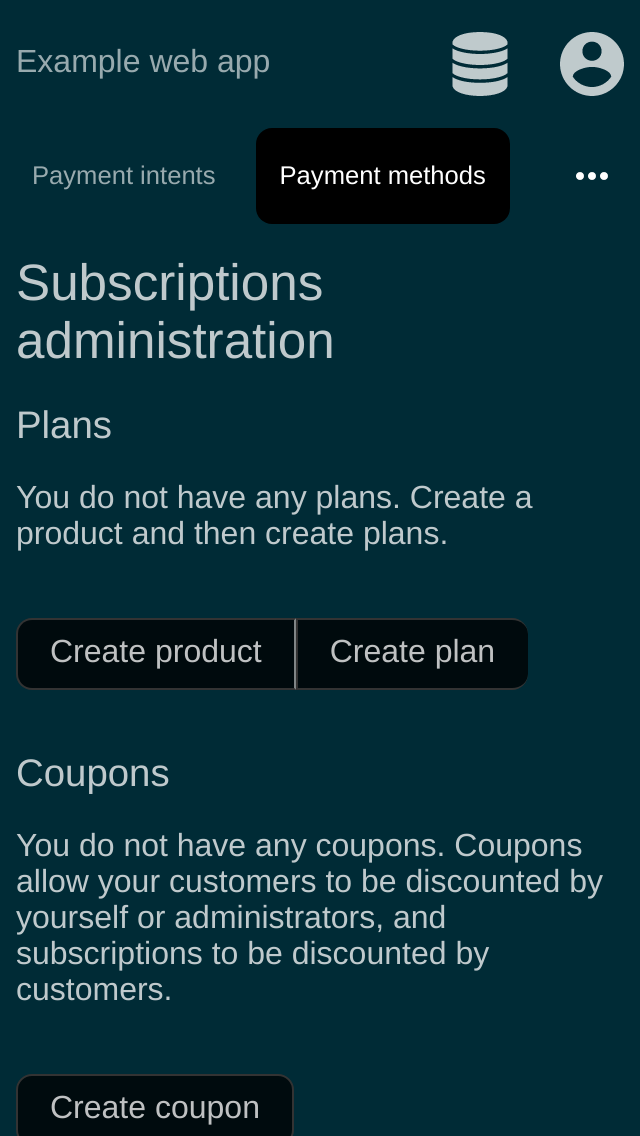 Example web app
Payment intents
Payment methods
Subscriptions
administration
Plans
You do not have any plans. Create a
product and then create plans.
Create product
Create plan
Coupons
You do not have any coupons. Coupons
allow your customers to be discounted by
yourself or administrators, and
subscriptions to be discounted by
customers.
Create coupon